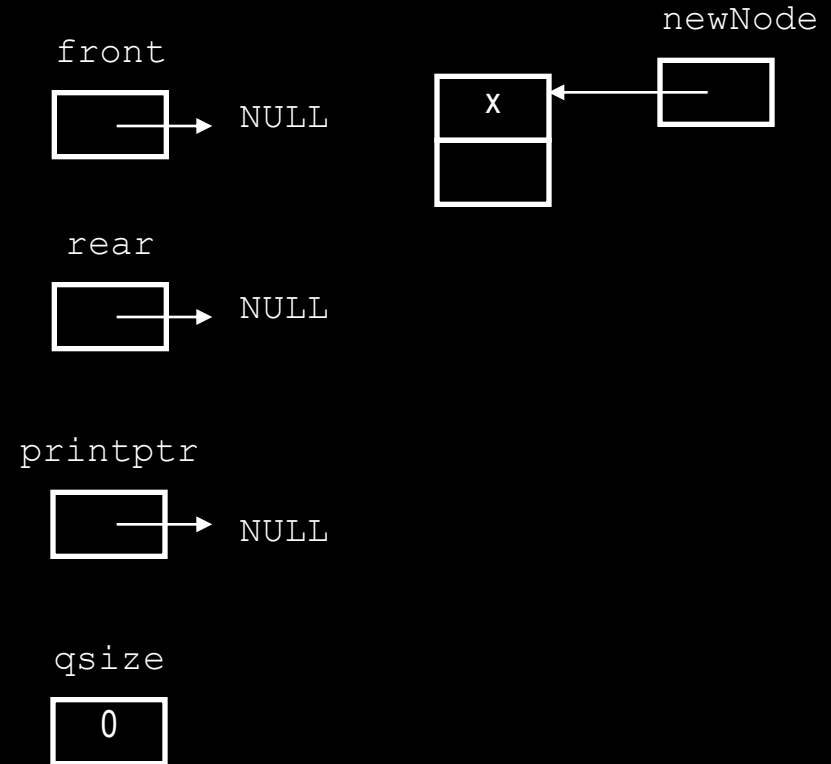 newNode
front
NULL
x
rear
NULL
printptr
NULL
qsize
0